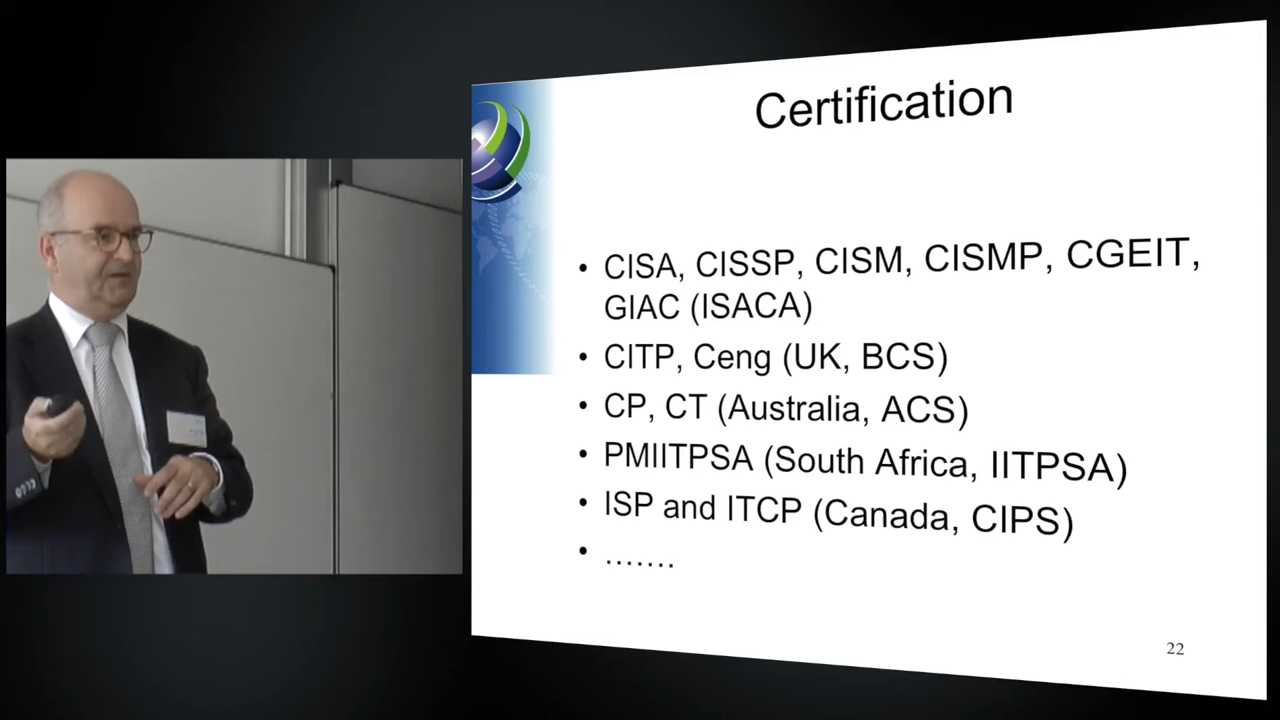 Certification
• CISA, CISSP, CISM, CISMP, CGEIT,
GIAC (ISACA)
• CITP, Ceng (UK, BCS)
• CP, CT (Australia, ACS)
• PMIITPSA (South Africa, IITPSA)
• ISP and ITCP (Canada, CIPS)
• .......
22